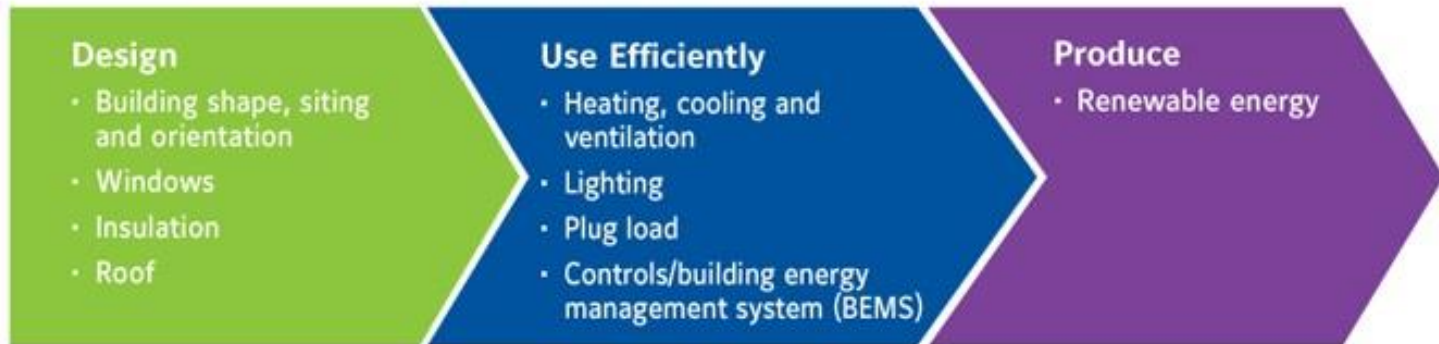 Design
· Building shape, siting
and orientation
· Windows
· Insulation
· Roof
Use Efficiently
· Heating, cooling and
ventilation
· Lighting
· Plug load
· Controls/building energy
management system (BEMS)
Produce
· Renewable energy